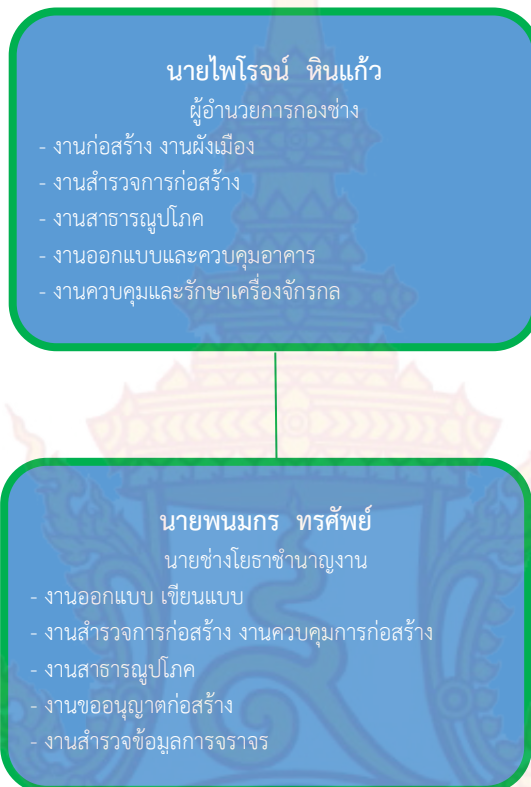 นายไพโรจน์ หินแก้ว
ผู้อำนวยการกองช่าง
- งานก่อสร้าง งานผังเมือง
- งานสำรวจการก่อสร้าง
- งานสาธารณูปโภค
- งานออกแบบและควบคุมอาคาร
- งานควบคุมและรักษาเครื่องจักรกล
นายพนมกร ทรศัพย์
นายช่างโยธาชำนาญงาน
- งานออกแบบ เขียนแบบ
- งานสำรวจการก่อสร้าง งานควบคุมการก่อสร้าง
- งานสาธารณูปโภค
- งานขออนุญาตก่อสร้าง
- งานสำรวจข้อมูลการจราจร